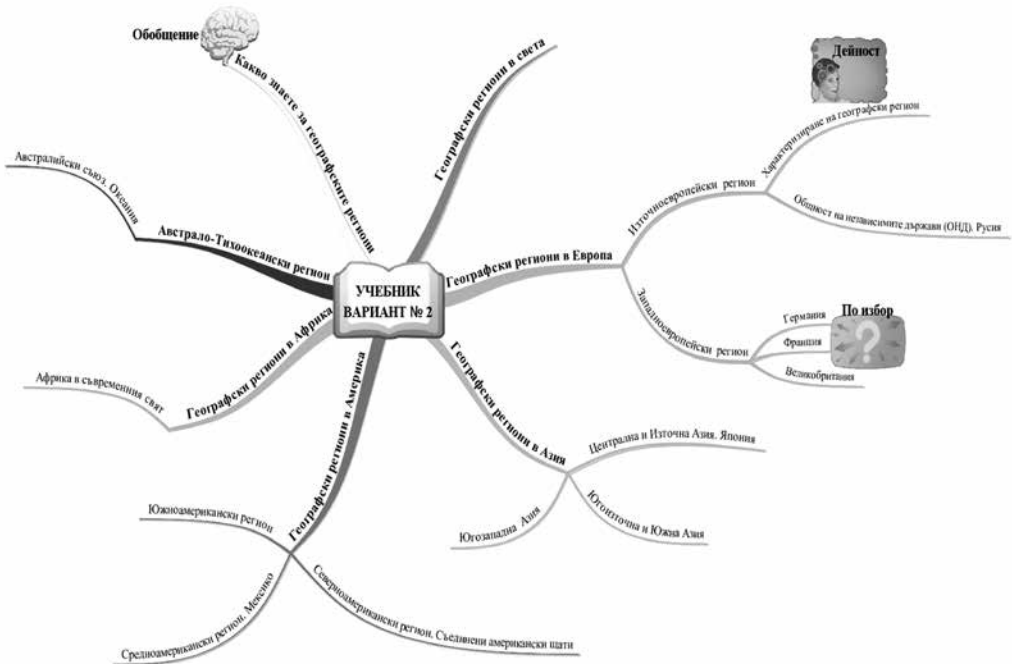 Обобщение
Какво знаете за географските региони
Географски региони в света
Дейност
Характеризиране на географски регион
Източноевропейски регион
Общност на независимите държави (ОНД). Русия
Географски региони в Европа
Западноевропейски регион
По избор
Германия
Франция
Великобритания
Австралийски съюз. Океания
Австрало-Тихоокеански регион
УЧЕБНИК
ВАРИАНТ № 2
Географски региони в Африка
Африка в съвременния свят
Географски региони в Америка
Географски региони в Азия
Централна и Източна Азия. Япония
Югозападна Азия
Югоизточна и Южна Азия
Южноамерикански регион
Средноамерикански регион. Мексико
Северноамерикански регион. Съединени американски щати